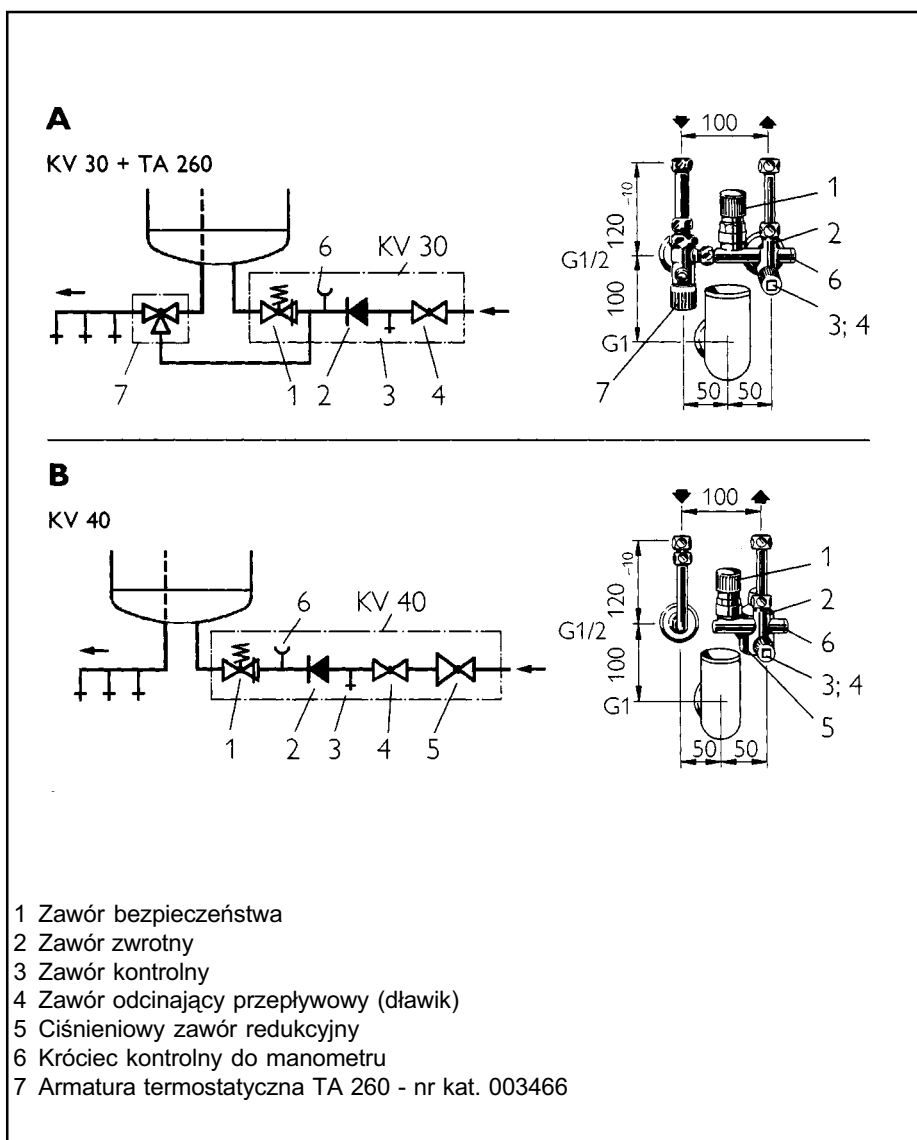 A
KV 30 + TA 260
6
KV 30
7
1
2
3
4
100
120 -10
G1/2
100
G1
50
50
1
2
6
3; 4
7
B
KV 40
6
KV 40
1
2
3
4
5
100
120 -10
G1/2
100
G1
50
50
1
2
6
3; 4
5
1 Zawór bezpieczeństwa
2 Zawór zwrotny
3 Zawór kontrolny
4 Zawór odcinający przepływowy (dławik)
5 Ciśnieniowy zawór redukcyjny
6 Króciec kontrolny do manometru
7 Armatura termostatyczna TA 260 - nr kat. 003466